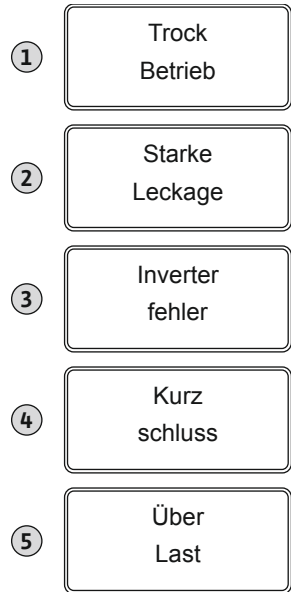 1
Trock
Betrieb
2
Starke
Leckage
3
Inverter
fehler
4
Kurz
schluss
5
Über
Last